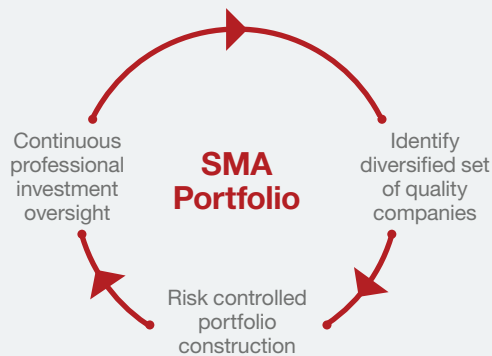 Continuous
professional
investment
oversight
SMA
Portfolio
Identify
diversified set
of quality
companies
Risk controlled
portfolio
construction